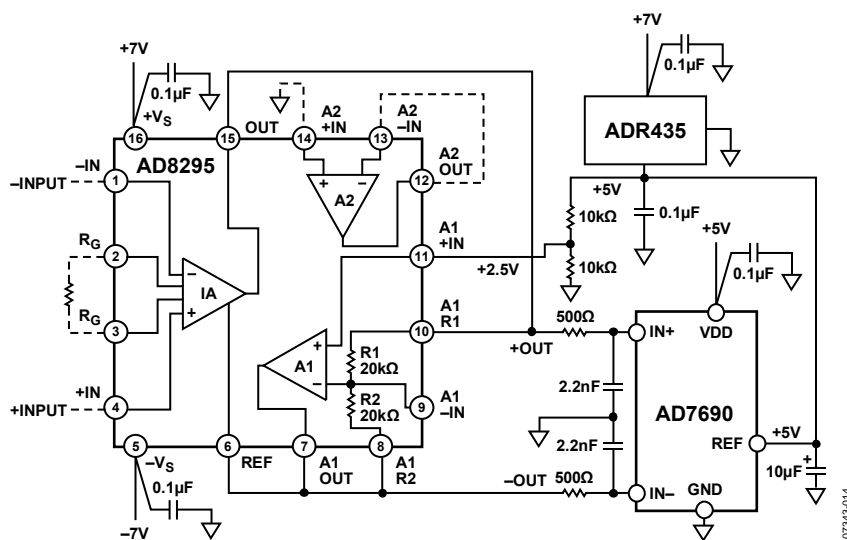 +7V
0.1µF
+VS
16
15
OUT
14
A2
+IN
13
A2
–IN
AD8295
–IN
1
–INPUT
A2
12
A2
OUT
+
–
RG
2
11
A1
+IN
+2.5V
RG
3
IA
–
+
10
A1
R1
+OUT
A1
+
–
R1
20kΩ
R2
20kΩ
+IN
4
+INPUT
9
A1
–IN
5
–VS
6
REF
7
A1
OUT
8
A1
R2
–OUT
0.1µF
–7V
+7V
0.1µF
ADR435
+5V
10kΩ
10kΩ
0.1µF
+5V
0.1µF
500Ω
IN+
VDD
2.2nF
2.2nF
AD7690
REF
+5V
10µF
+
500Ω
IN–
GND
07343-014